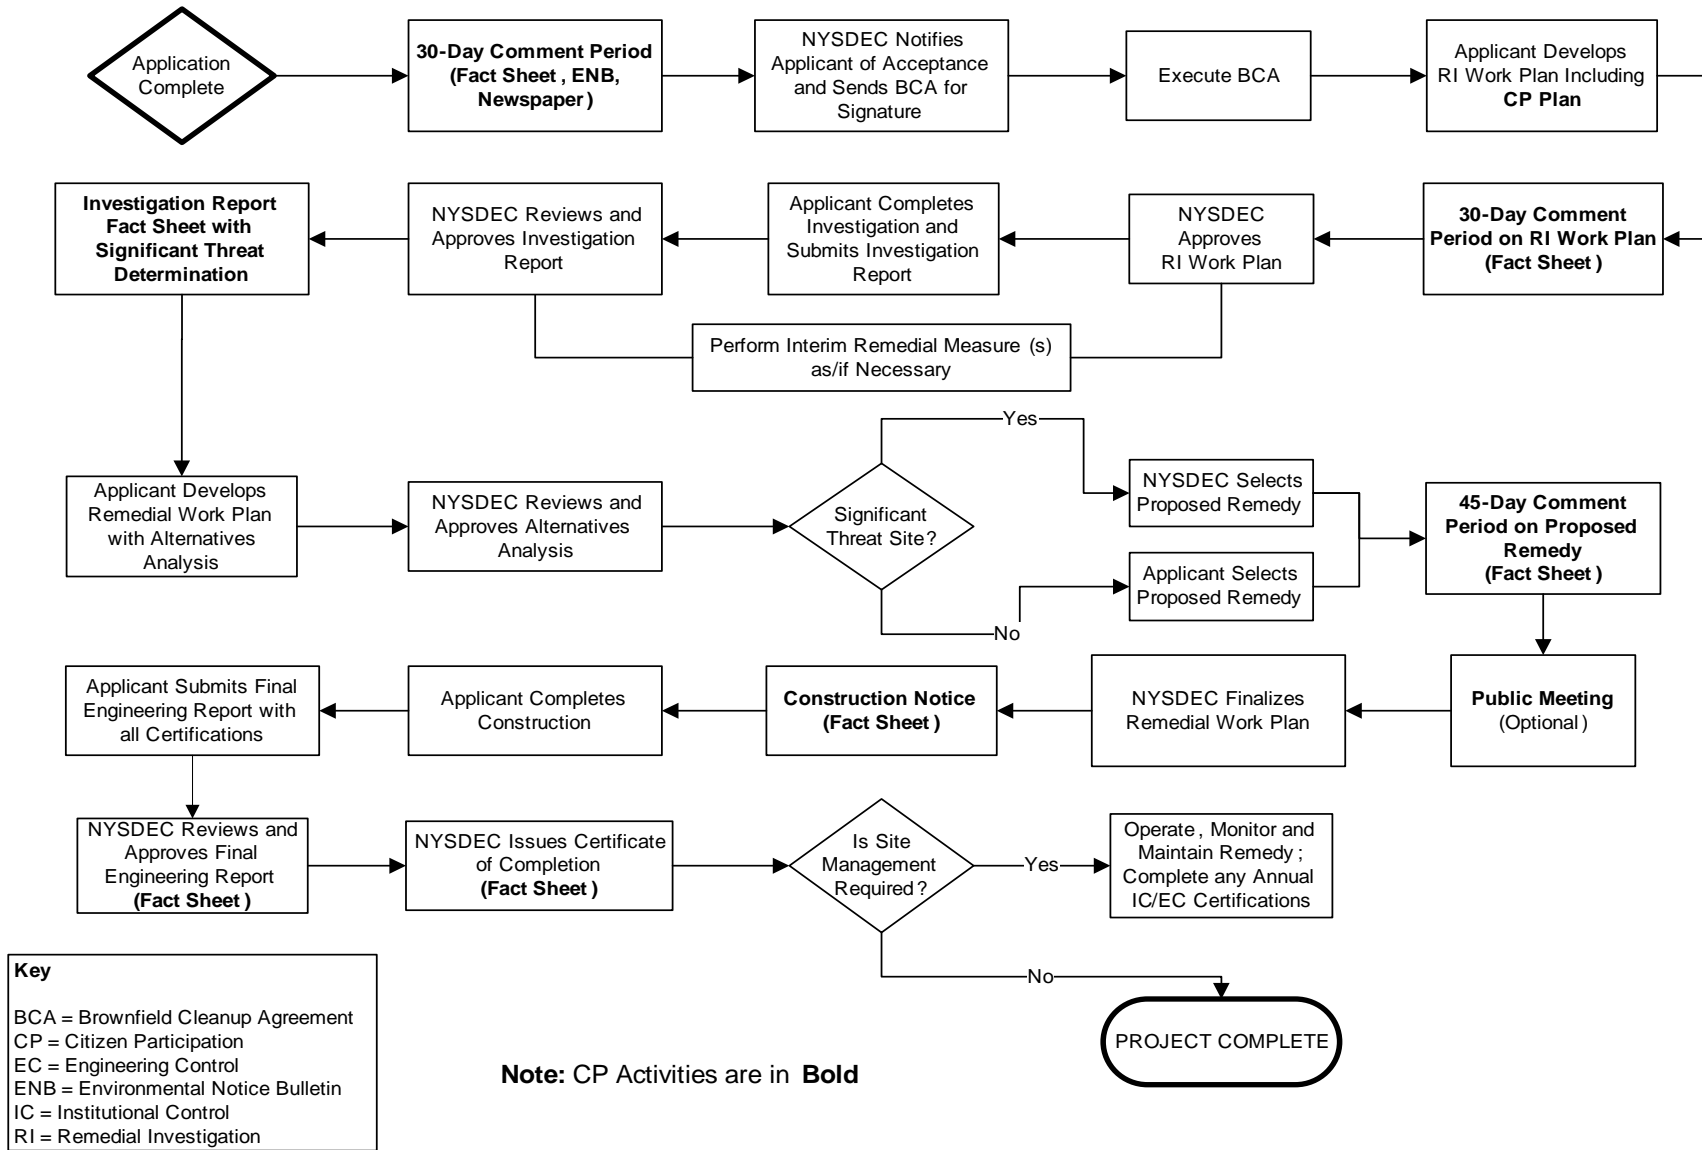 Application
Complete
30-Day Comment Period
(Fact Sheet , ENB,
Newspaper )
NYSDEC Notifies
Applicant of Acceptance
and Sends BCA for
Signature
Execute BCA
Applicant Develops
RI Work Plan Including
CP Plan
Investigation Report
Fact Sheet with
Significant Threat
Determination
NYSDEC Reviews and
Approves Investigation
Report
Applicant Completes
Investigation and
Submits Investigation
Report
NYSDEC
Approves
RI Work Plan
30-Day Comment
Period on RI Work Plan
(Fact Sheet )
Perform Interim Remedial Measure (s)
as/if Necessary
Applicant Develops
Remedial Work Plan
with Alternatives
Analysis
NYSDEC Reviews and
Approves Alternatives
Analysis
Significant
Threat Site?
Yes
No
NYSDEC Selects
Proposed Remedy
Applicant Selects
Proposed Remedy
45-Day Comment
Period on Proposed
Remedy
(Fact Sheet )
Applicant Submits Final
Engineering Report with
all Certifications
Applicant Completes
Construction
Construction Notice
(Fact Sheet )
NYSDEC Finalizes
Remedial Work Plan
Public Meeting
(Optional )
NYSDEC Reviews and
Approves Final
Engineering Report
(Fact Sheet )
NYSDEC Issues Certificate
of Completion
(Fact Sheet )
Is Site
Management
Required?
Yes
Operate , Monitor and
Maintain Remedy ;
Complete any Annual
IC/EC Certifications
No
PROJECT COMPLETE
Key
BCA = Brownfield Cleanup Agreement
CP = Citizen Participation
EC = Engineering Control
ENB = Environmental Notice Bulletin
IC = Institutional Control
RI = Remedial Investigation
Note: CP Activities are in Bold